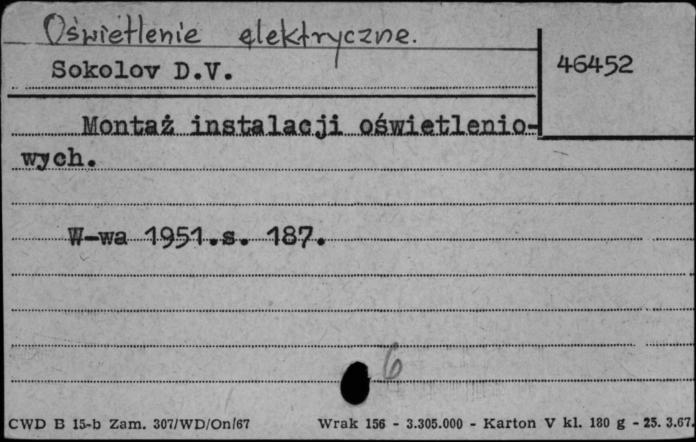 Oświetlenie elektryczne.
Sokolov D.V.
46452
Montaż instalacji oświetlenio-
wych.
W-wa 1951.s. 187.
6
CWD B 15-b Zam. 307/WD/On/67 Wrak 156 - 3.305.000 - Karton V kl. 180 g - 25. 3.67.